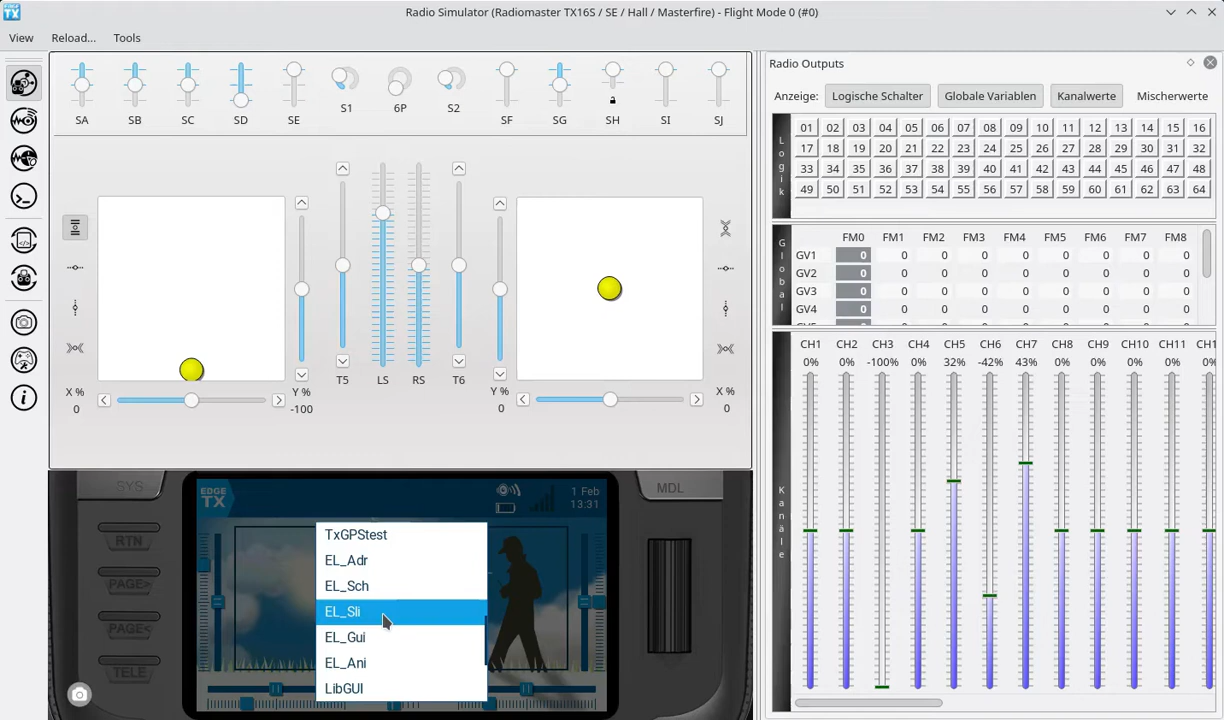 Radio Simulator (Radiomaster TX16S / SE / Hall / Masterfire) - Flight Mode 0 (#0)
View Reload... Tools
SA SB SC SD SE S1 6P S2 SF SG SH SI SJ
X %
0
Y %
-100
T5 LS RS T6
Y %
0
X %
0
SYS
MDL
RTN
PAGE>
PAGE<
TELE
EDGE
TX
1 Feb
13:31
TxGPStest
EL_Adr
EL_Sch
EL_Sli
EL_Gui
EL_Ani
LibGUI
Radio Outputs
Anzeige: Logische Schalter Globale Variablen Kanalwerte Mischerwerte
Logik
01 02 03 04 05 06 07 08 09 10 11 12 13 14 15 16
17 18 19 20 21 22 23 24 25 26 27 28 29 30 31 32
33 34 35 36 37 38 39 40 41 42 43 44 45 46 47 48
49 50 51 52 53 54 55 56 57 58 59 60 61 62 63 64
Global
FM0 FM1 FM2 FM3 FM4 FM5 FM6 FM7 FM8
GV1 0 0 0 0 0 0 0 0 0
GV2 0 0 0 0 0 0 0 0 0
GV3 0 0 0 0 0 0 0 0 0
GV4 0 0 0 0 0 0 0 0 0
Kanäle
CH1 CH2 CH3 CH4 CH5 CH6 CH7 CH8 CH9 CH10 CH11 CH1
0% 0% -100% 0% 32% -42% 43% 0% 0% 0% 0% 0%